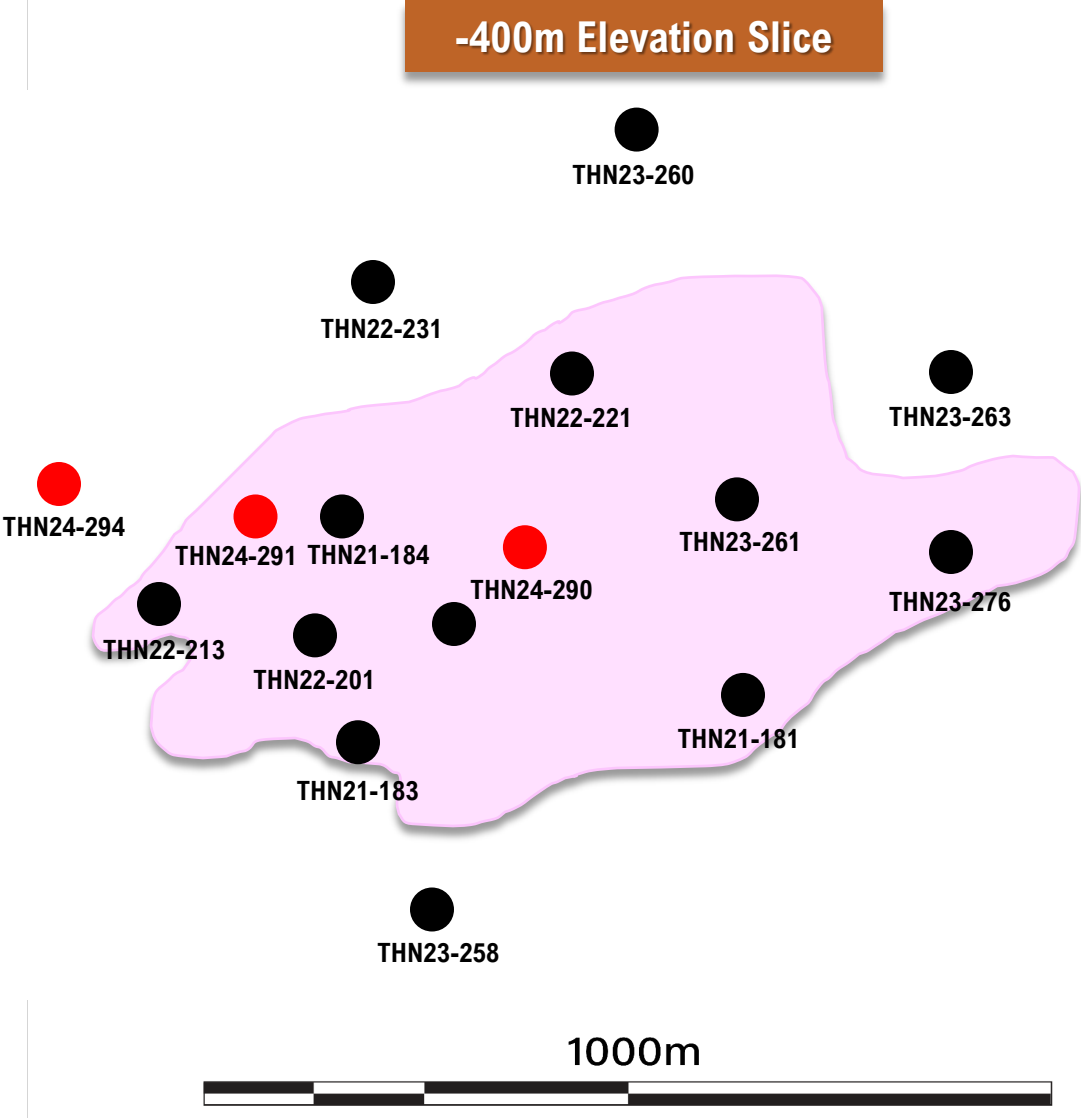 -400m Elevation Slice
THN23-260
THN22-231
THN22-221
THN23-263
THN24-294
THN24-291
THN21-184
THN23-261
THN24-290
THN23-276
THN22-213
THN22-201
THN21-181
THN21-183
THN23-258
1000m